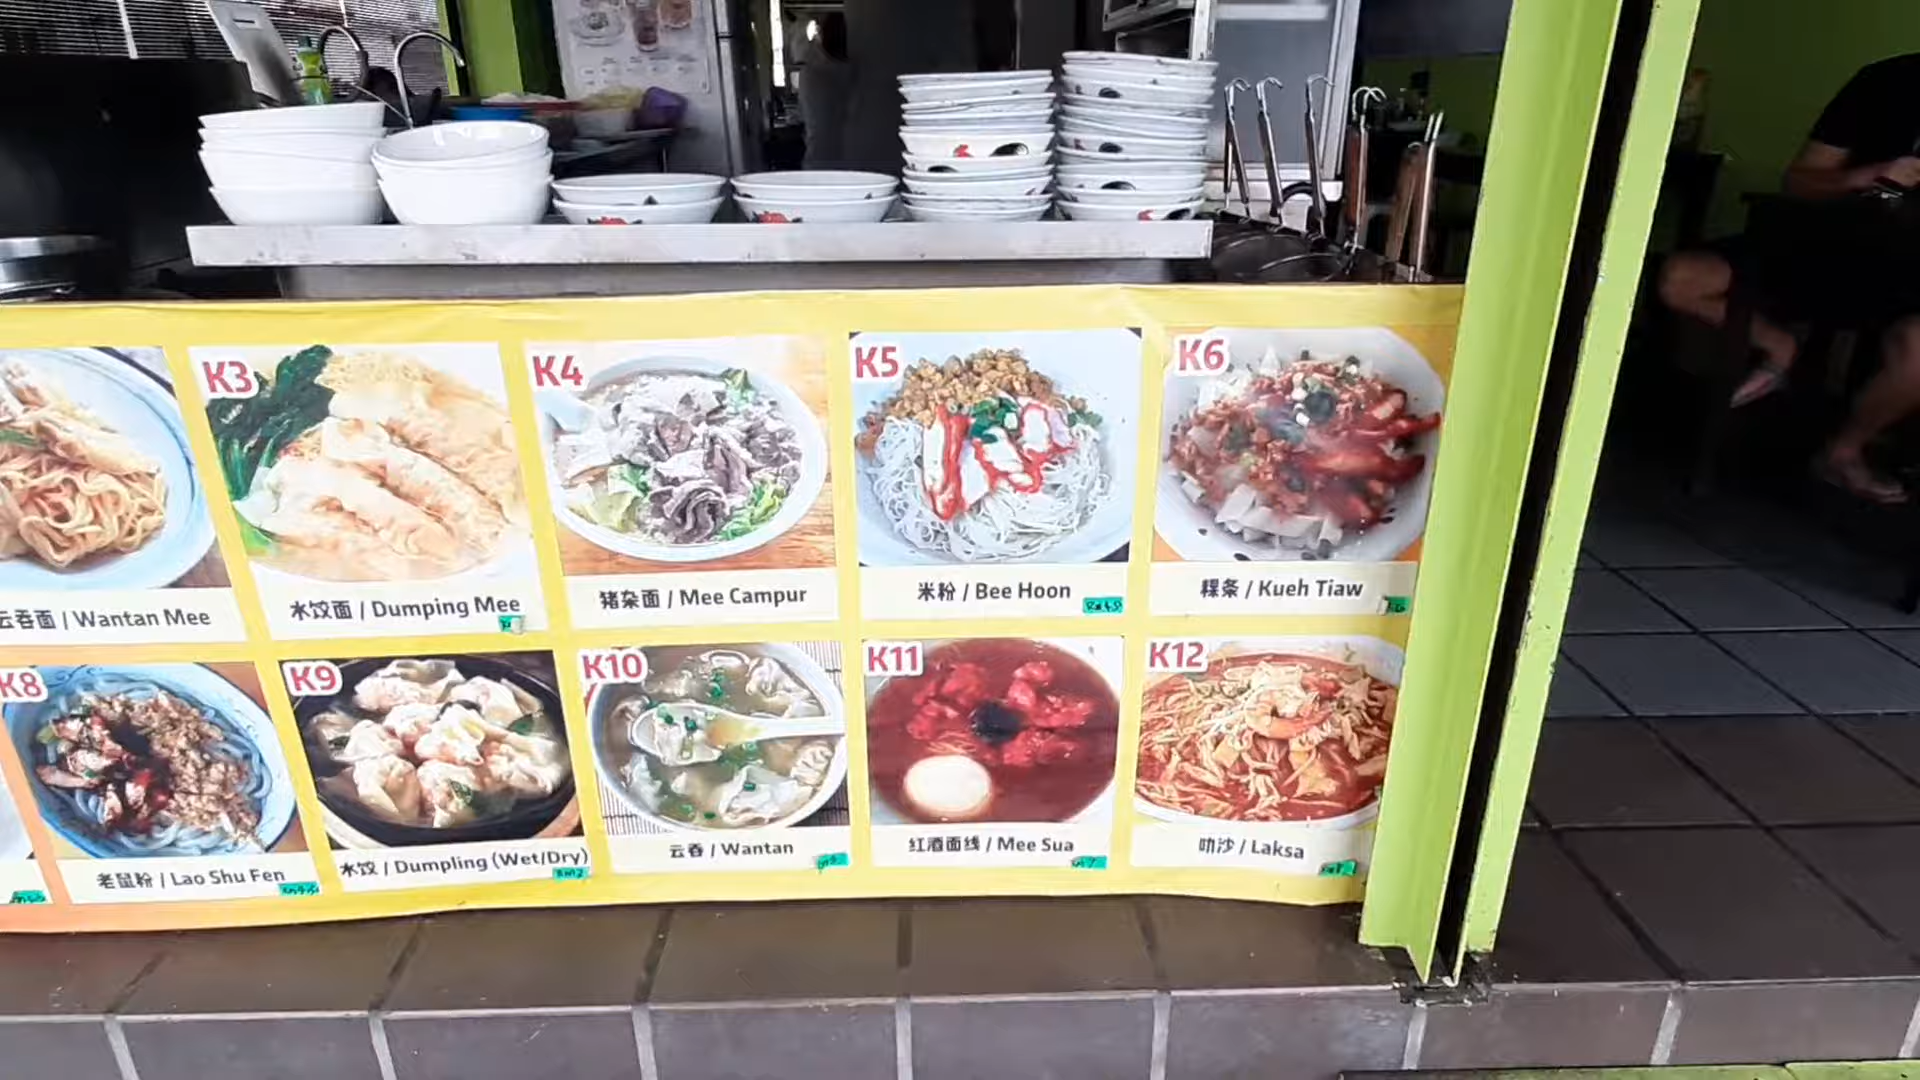 K3
K4
K5
K6
云吞面 / Wantan Mee
水饺面 / Dumping Mee
猪杂面 / Mee Campur
米粉 / Bee Hoon
粿条 / Kueh Tiaw
K8
K9
K10
K11
K12
老鼠粉 / Lao Shu Fen
水饺 / Dumpling (Wet/Dry)
RM12
云吞 / Wantan
红酒面线 / Mee Sua
叻沙 / Laksa